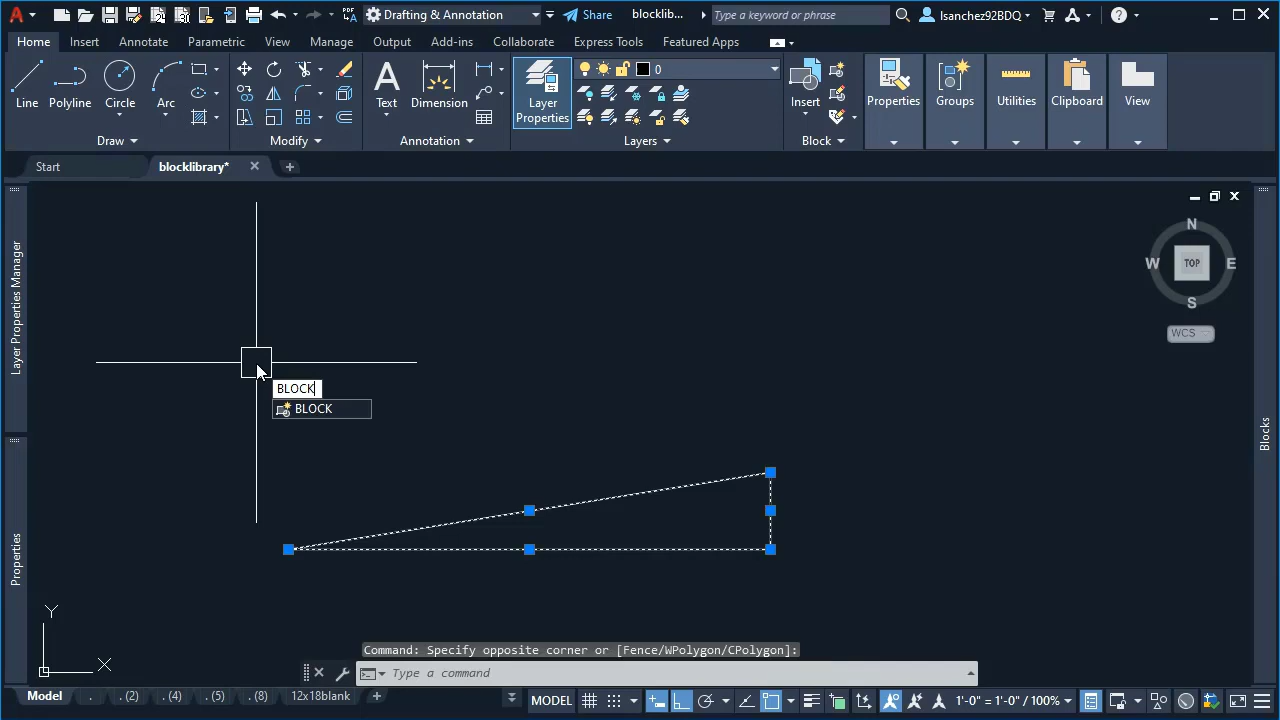 A
Drafting & Annotation
Share
blocklib...
Type a keyword or phrase
lsanchez92BDQ
Home
Insert
Annotate
Parametric
View
Manage
Output
Add-ins
Collaborate
Express Tools
Featured Apps
Line
Polyline
Circle
Arc
Text
Dimension
Layer
Properties
0
Insert
Properties
Groups
Utilities
Clipboard
View
Draw
Modify
Annotation
Layers
Block
Start
blocklibrary*
Layer Properties Manager
Properties
Blocks
N
W
TOP
E
S
WCS
BLOCK
BLOCK
Y
X
Command: Specify opposite corner or [Fence/WPolygon/CPolygon]:
Type a command
Model
.
. (2)
. (4)
. (5)
. (8)
12x18blank
MODEL
1'-0" = 1'-0" / 100%